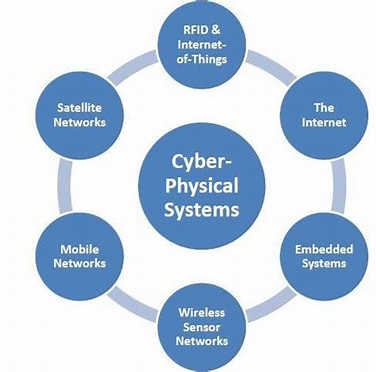 RFID &
Internet-
of-Things
Satellite
Networks
The
Internet
Cyber-
Physical
Systems
Mobile
Networks
Embedded
Systems
Wireless
Sensor
Networks